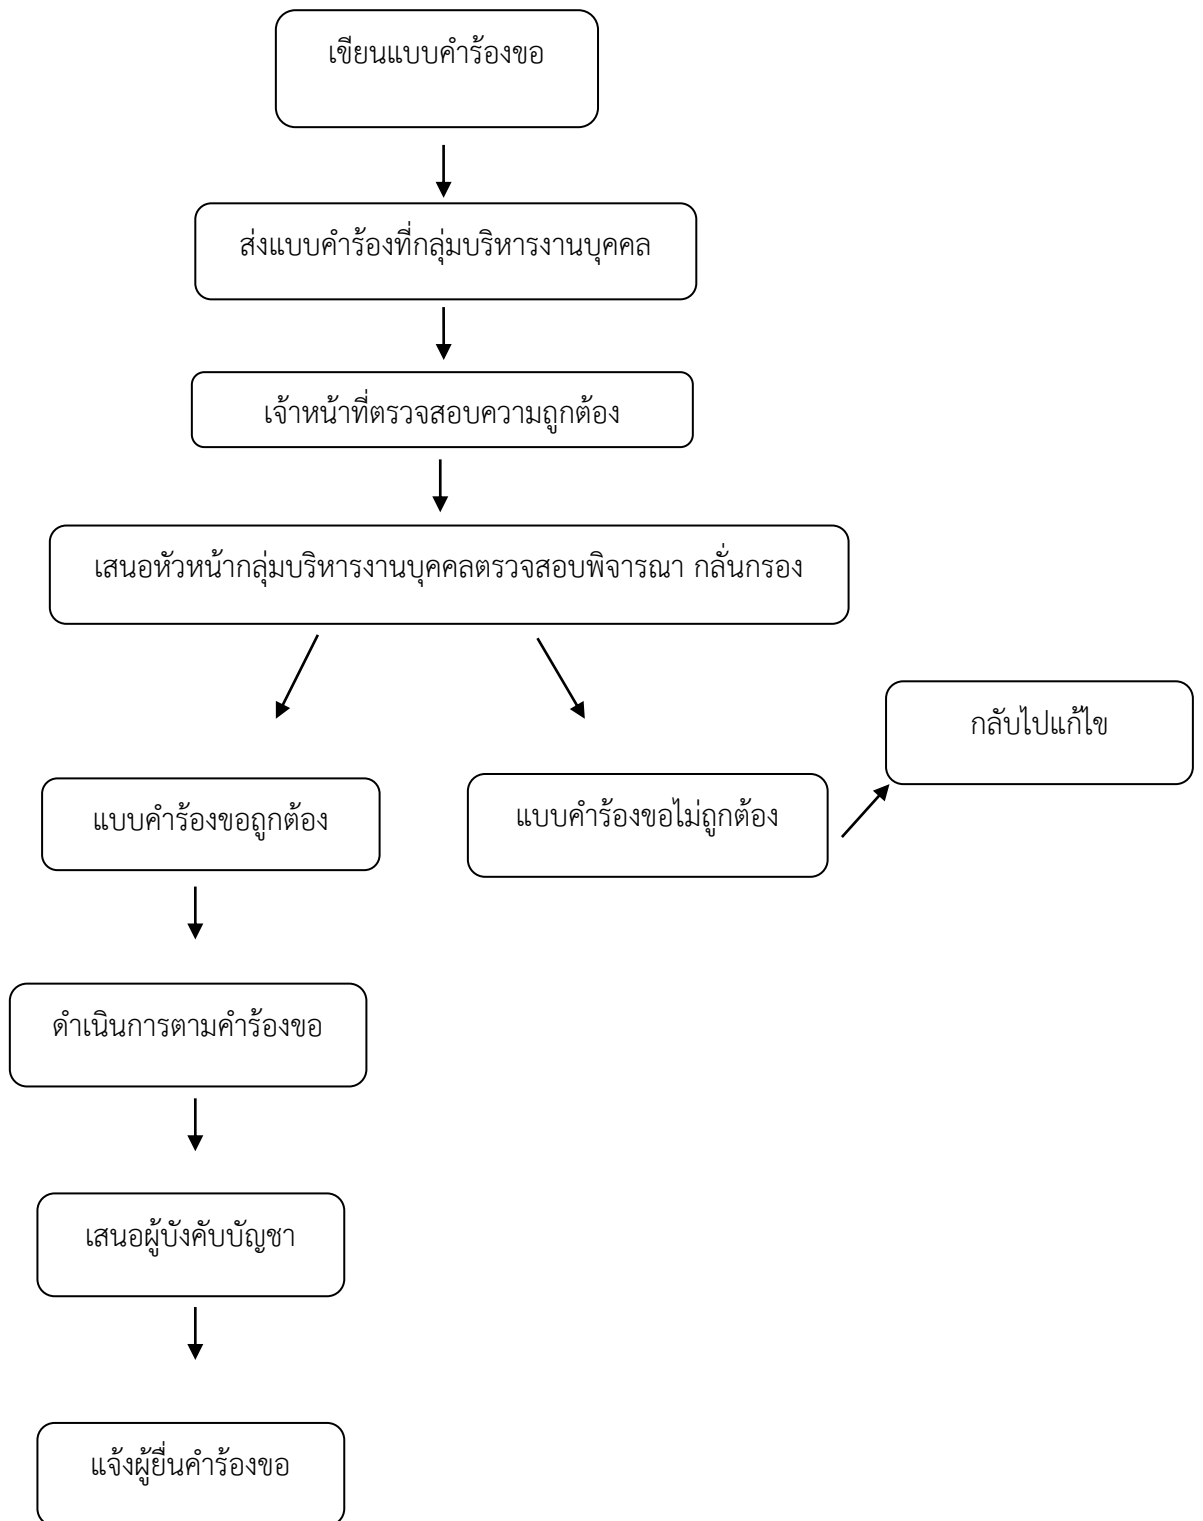 เขียนแบบคำร้องขอ
ส่งแบบคำร้องที่กลุ่มบริหารงานบุคคล
เจ้าหน้าที่ตรวจสอบความถูกต้อง
เสนอหัวหน้ากลุ่มบริหารงานบุคคลตรวจสอบพิจารณา กลั่นกรอง
กลับไปแก้ไข
แบบคำร้องขอถูกต้อง
แบบคำร้องขอไม่ถูกต้อง
ดำเนินการตามคำร้องขอ
เสนอผู้บังคับบัญชา
แจ้งผู้ยื่นคำร้องขอ